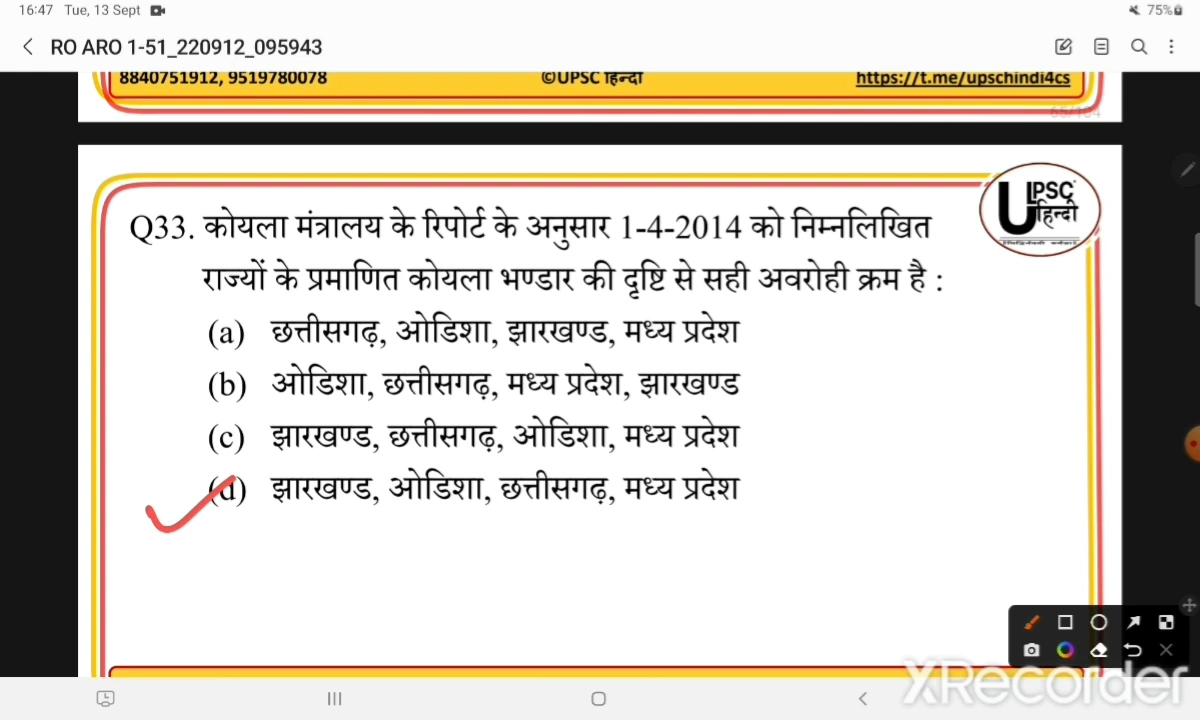 16:47 Tue, 13 Sept
75%
RO ARO 1-51_220912_095943
8840751912, 9519780078 ©UPSC हिन्दी https://t.me/upschindi4cs
65/104
UPSC
हिन्दी
Q33. कोयला मंत्रालय के रिपोर्ट के अनुसार 1-4-2014 को निम्नलिखित
राज्यों के प्रमाणित कोयला भण्डार की दृष्टि से सही अवरोही क्रम है :
(a) छत्तीसगढ़, ओडिशा, झारखण्ड, मध्य प्रदेश
(b) ओडिशा, छत्तीसगढ़, मध्य प्रदेश, झारखण्ड
(c) झारखण्ड, छत्तीसगढ़, ओडिशा, मध्य प्रदेश
(d) झारखण्ड, ओडिशा, छत्तीसगढ़, मध्य प्रदेश
XRecorder